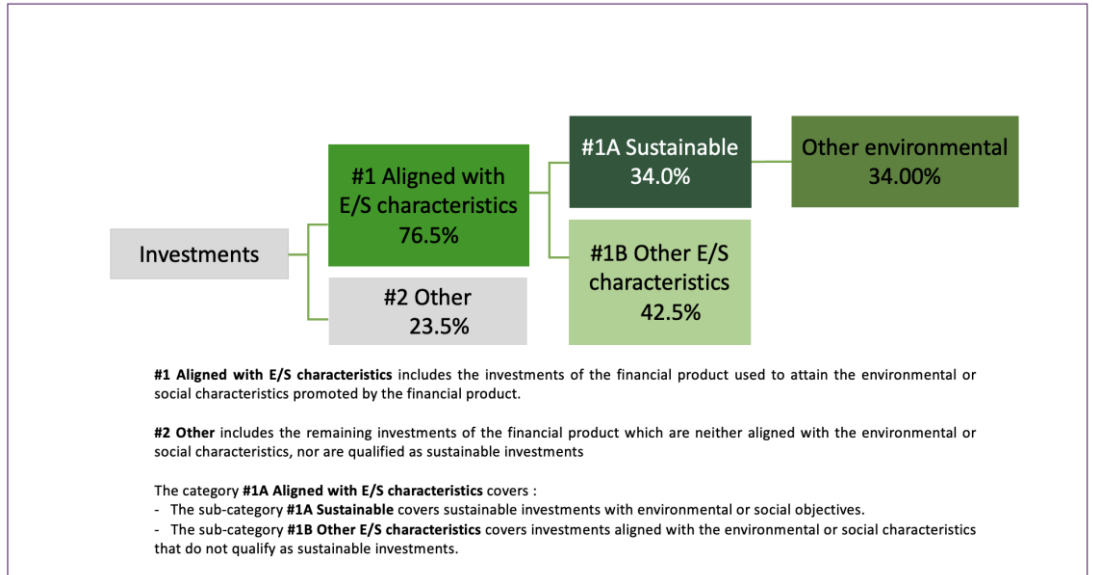 Investments
#1 Aligned with
E/S characteristics
76.5%
#2 Other
23.5%
#1A Sustainable
34.0%
#1B Other E/S
characteristics
42.5%
Other environmental
34.00%
#1 Aligned with E/S characteristics includes the investments of the financial product used to attain the environmental or
social characteristics promoted by the financial product.
#2 Other includes the remaining investments of the financial product which are neither aligned with the environmental or
social characteristics, nor are qualified as sustainable investments
The category #1A Aligned with E/S characteristics covers :
- The sub-category #1A Sustainable covers sustainable investments with environmental or social objectives.
- The sub-category #1B Other E/S characteristics covers investments aligned with the environmental or social characteristics
that do not qualify as sustainable investments.